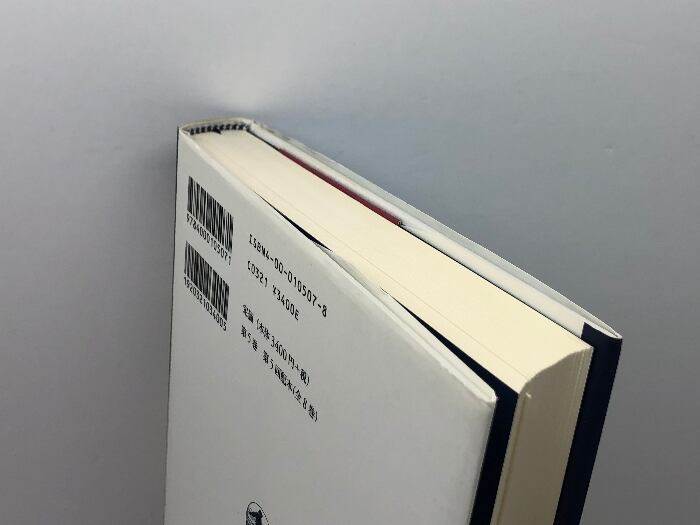 9784000105071
1920321034005
ISBN4-00-010507-8
C0321 ¥3400E
定価(本体3400円+税)
第5巻 第5回配本(全8巻)